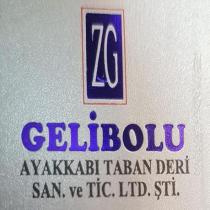 ZG
GELİBOLU
AYAKKABI TABAN DERİ
SAN. ve TİC. LTD. ŞTİ.